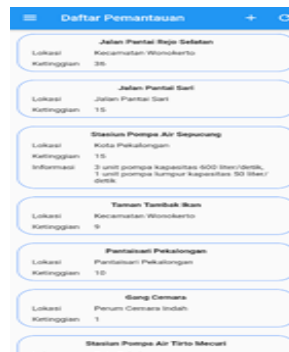 Daftar Pemantauan
Jalan Pantai Rejo Selatan
Lokasi Kecamatan Wonokerto
Ketinggian 36
Jalan Pantai Sari
Lokasi Jalan Pantai Sari
Ketinggian 15
Stasiun Pompa Air Sepucung
Lokasi Kota Pekalongan
Ketinggian 15
Informasi 3 unit pompa kapasitas 600 liter/detik,
1 unit pompa lumpur kapasitas 50 liter/
detik
Taman Tambak Ikan
Lokasi Kecamatan Wonokerto
Ketinggian 9
Pantaisari Pekalongan
Lokasi Pantaisari Pekalongan
Ketinggian 10
Gang Cemara
Lokasi Perum Cemara Indah
Ketinggian 1
Stasiun Pompa Air Tirto Mecuri